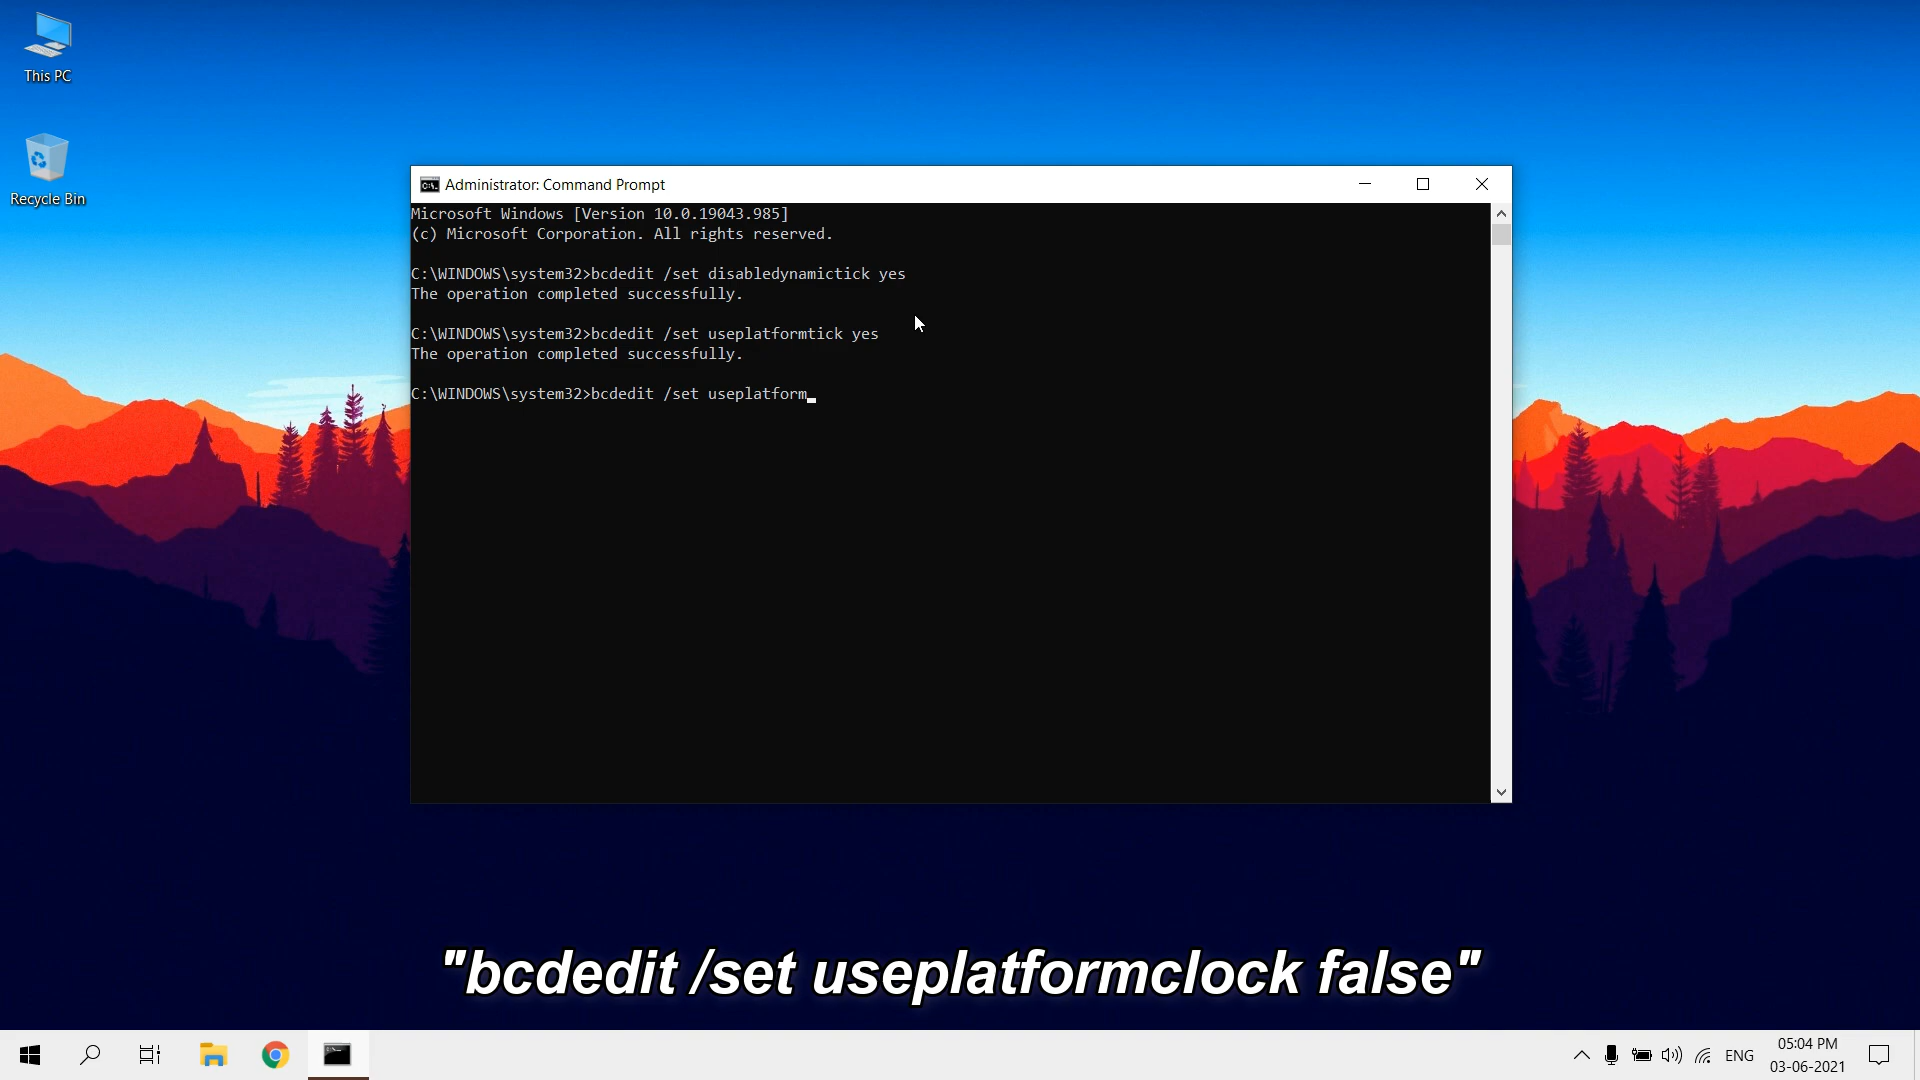 This PC
Recycle Bin
Administrator: Command Prompt
Microsoft Windows [Version 10.0.19043.985]
(c) Microsoft Corporation. All rights reserved.
C:\WINDOWS\system32>bcdedit /set disabledynamictick yes
The operation completed successfully.
C:\WINDOWS\system32>bcdedit /set useplatformtick yes
The operation completed successfully.
C:\WINDOWS\system32>bcdedit /set useplatform_
"bcdedit /set useplatformclock false"
ENG
05:04 PM
03-06-2021